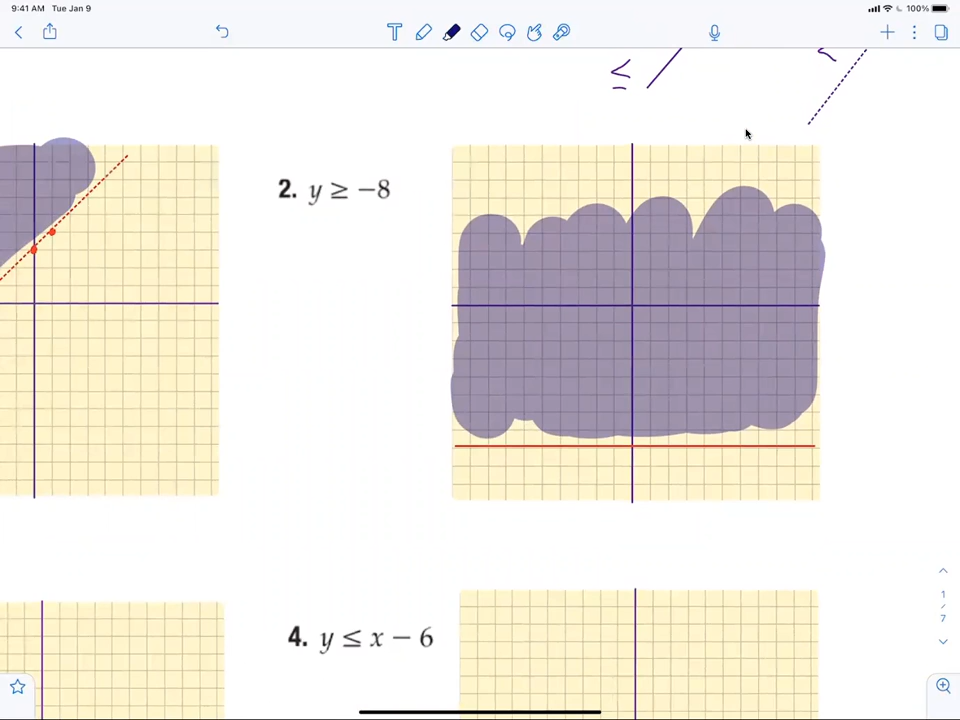 9:41 AM Tue Jan 9
100%
≤
2. y ≥ −8
4. y ≤ x − 6
1
/
7